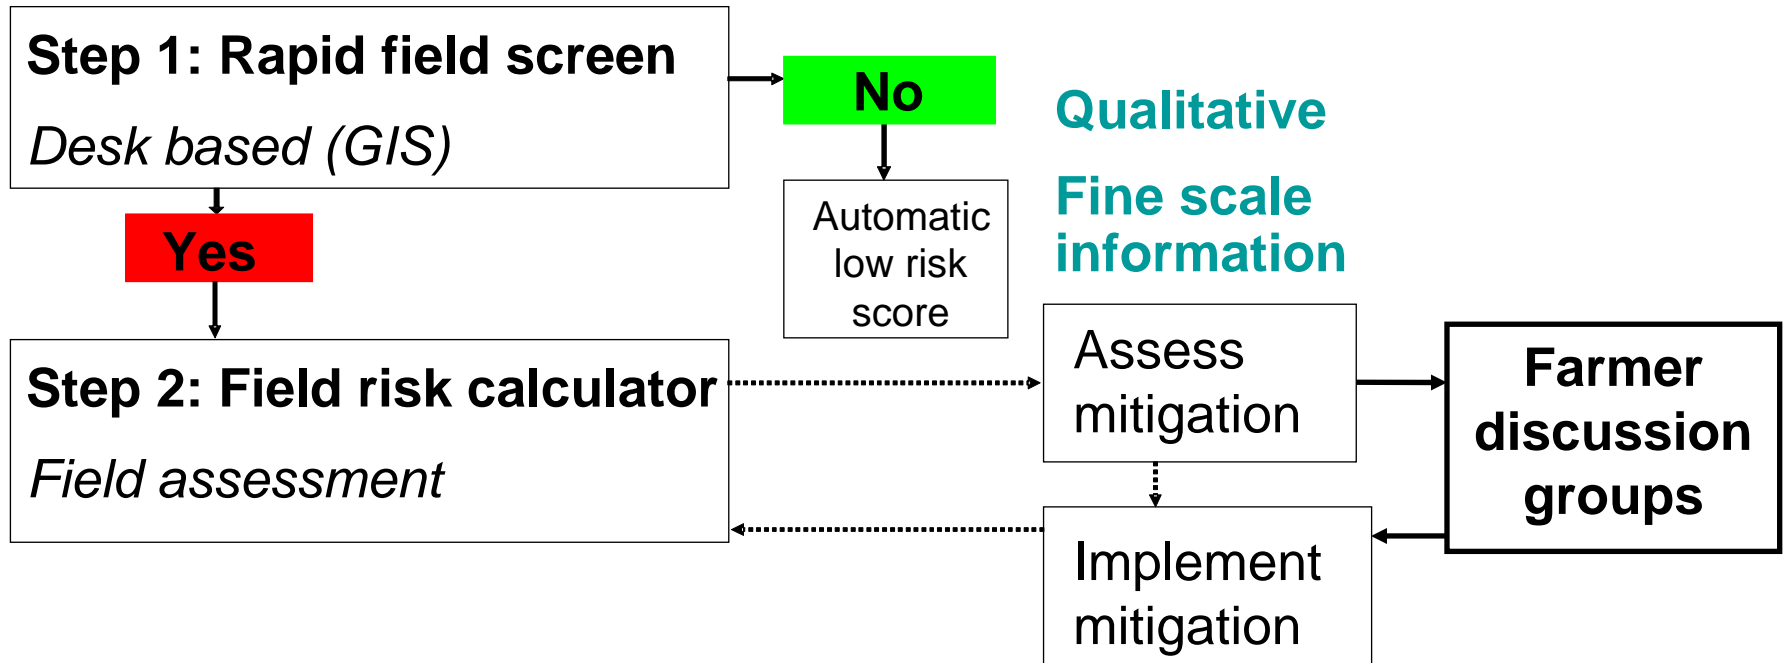 Step 1: Rapid field screen
Desk based (GIS)
No
Qualitative
Fine scale
information
Yes
Automatic
low risk
score
Step 2: Field risk calculator
Field assessment
Assess
mitigation
Farmer
discussion
groups
Implement
mitigation